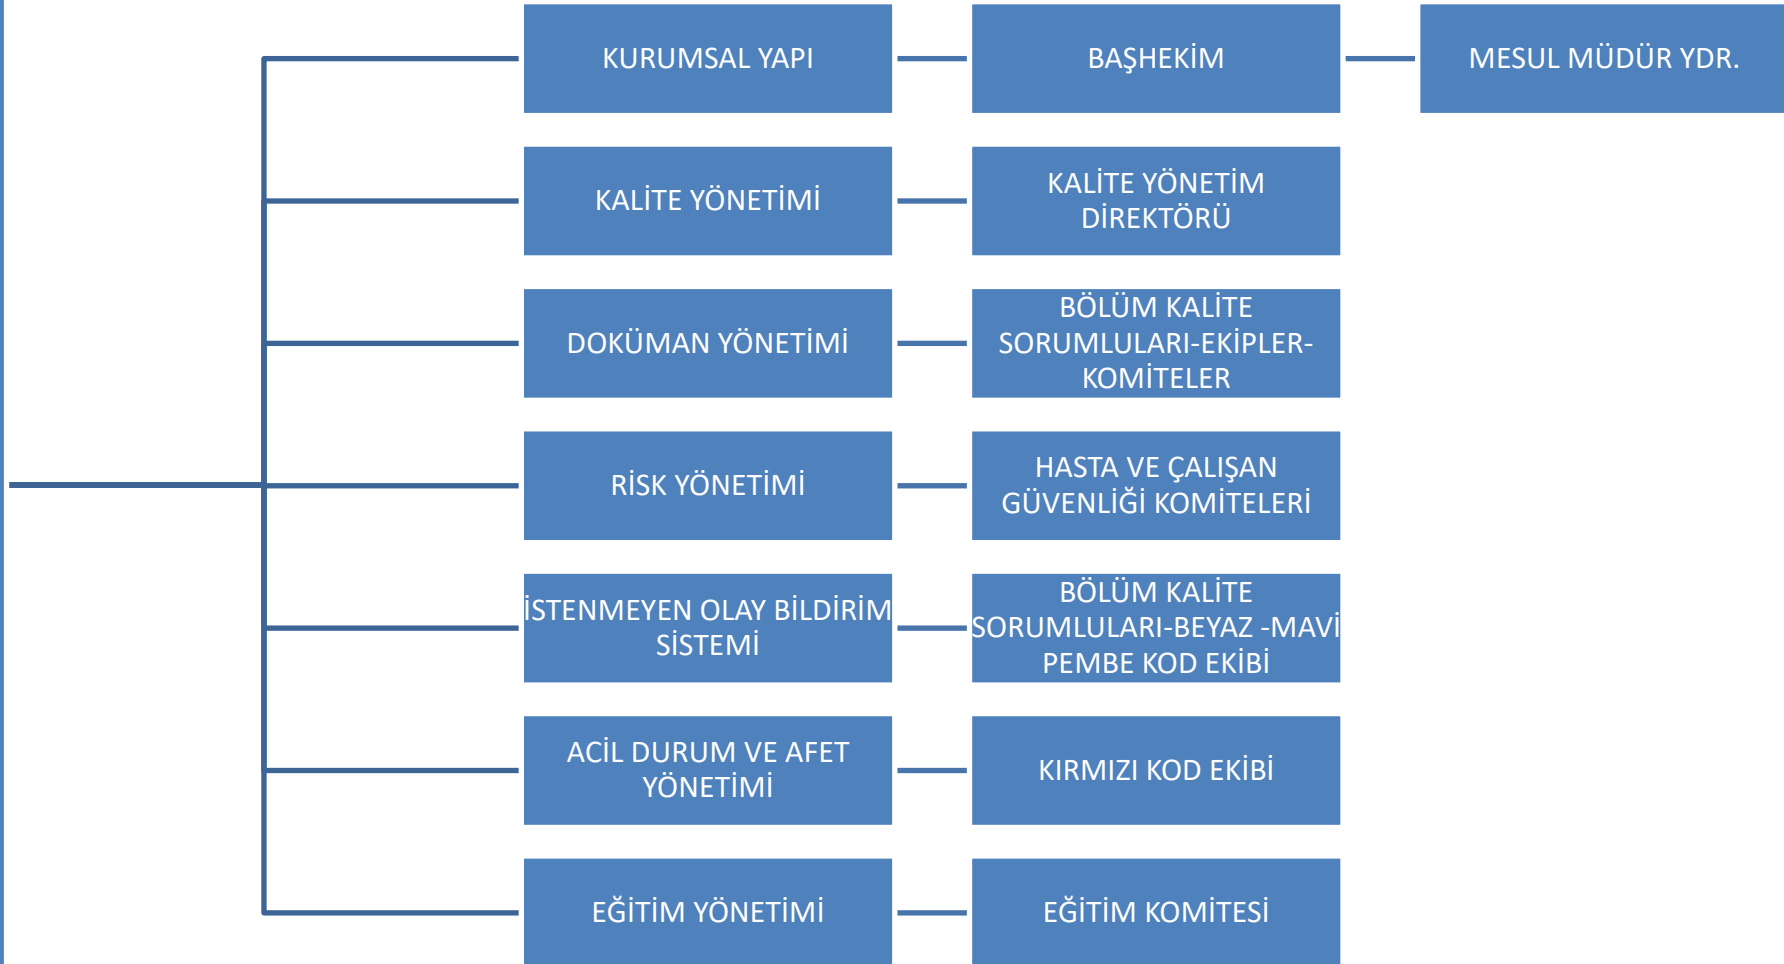 KURUMSAL YAPI
BAŞHEKİM
MESUL MÜDÜR YDR.
KALİTE YÖNETİMİ
KALİTE YÖNETİM
DİREKTÖRÜ
DOKÜMAN YÖNETİMİ
BÖLÜM KALİTE
SORUMLULARI-EKİPLER-
KOMİTELER
RİSK YÖNETİMİ
HASTA VE ÇALIŞAN
GÜVENLİĞİ KOMİTELERİ
İSTENMEYEN OLAY BİLDİRİM
SİSTEMİ
BÖLÜM KALİTE
SORUMLULARI-BEYAZ -MAVİ
PEMBE KOD EKİBİ
ACİL DURUM VE AFET
YÖNETİMİ
KIRMIZI KOD EKİBİ
EĞİTİM YÖNETİMİ
EĞİTİM KOMİTESİ